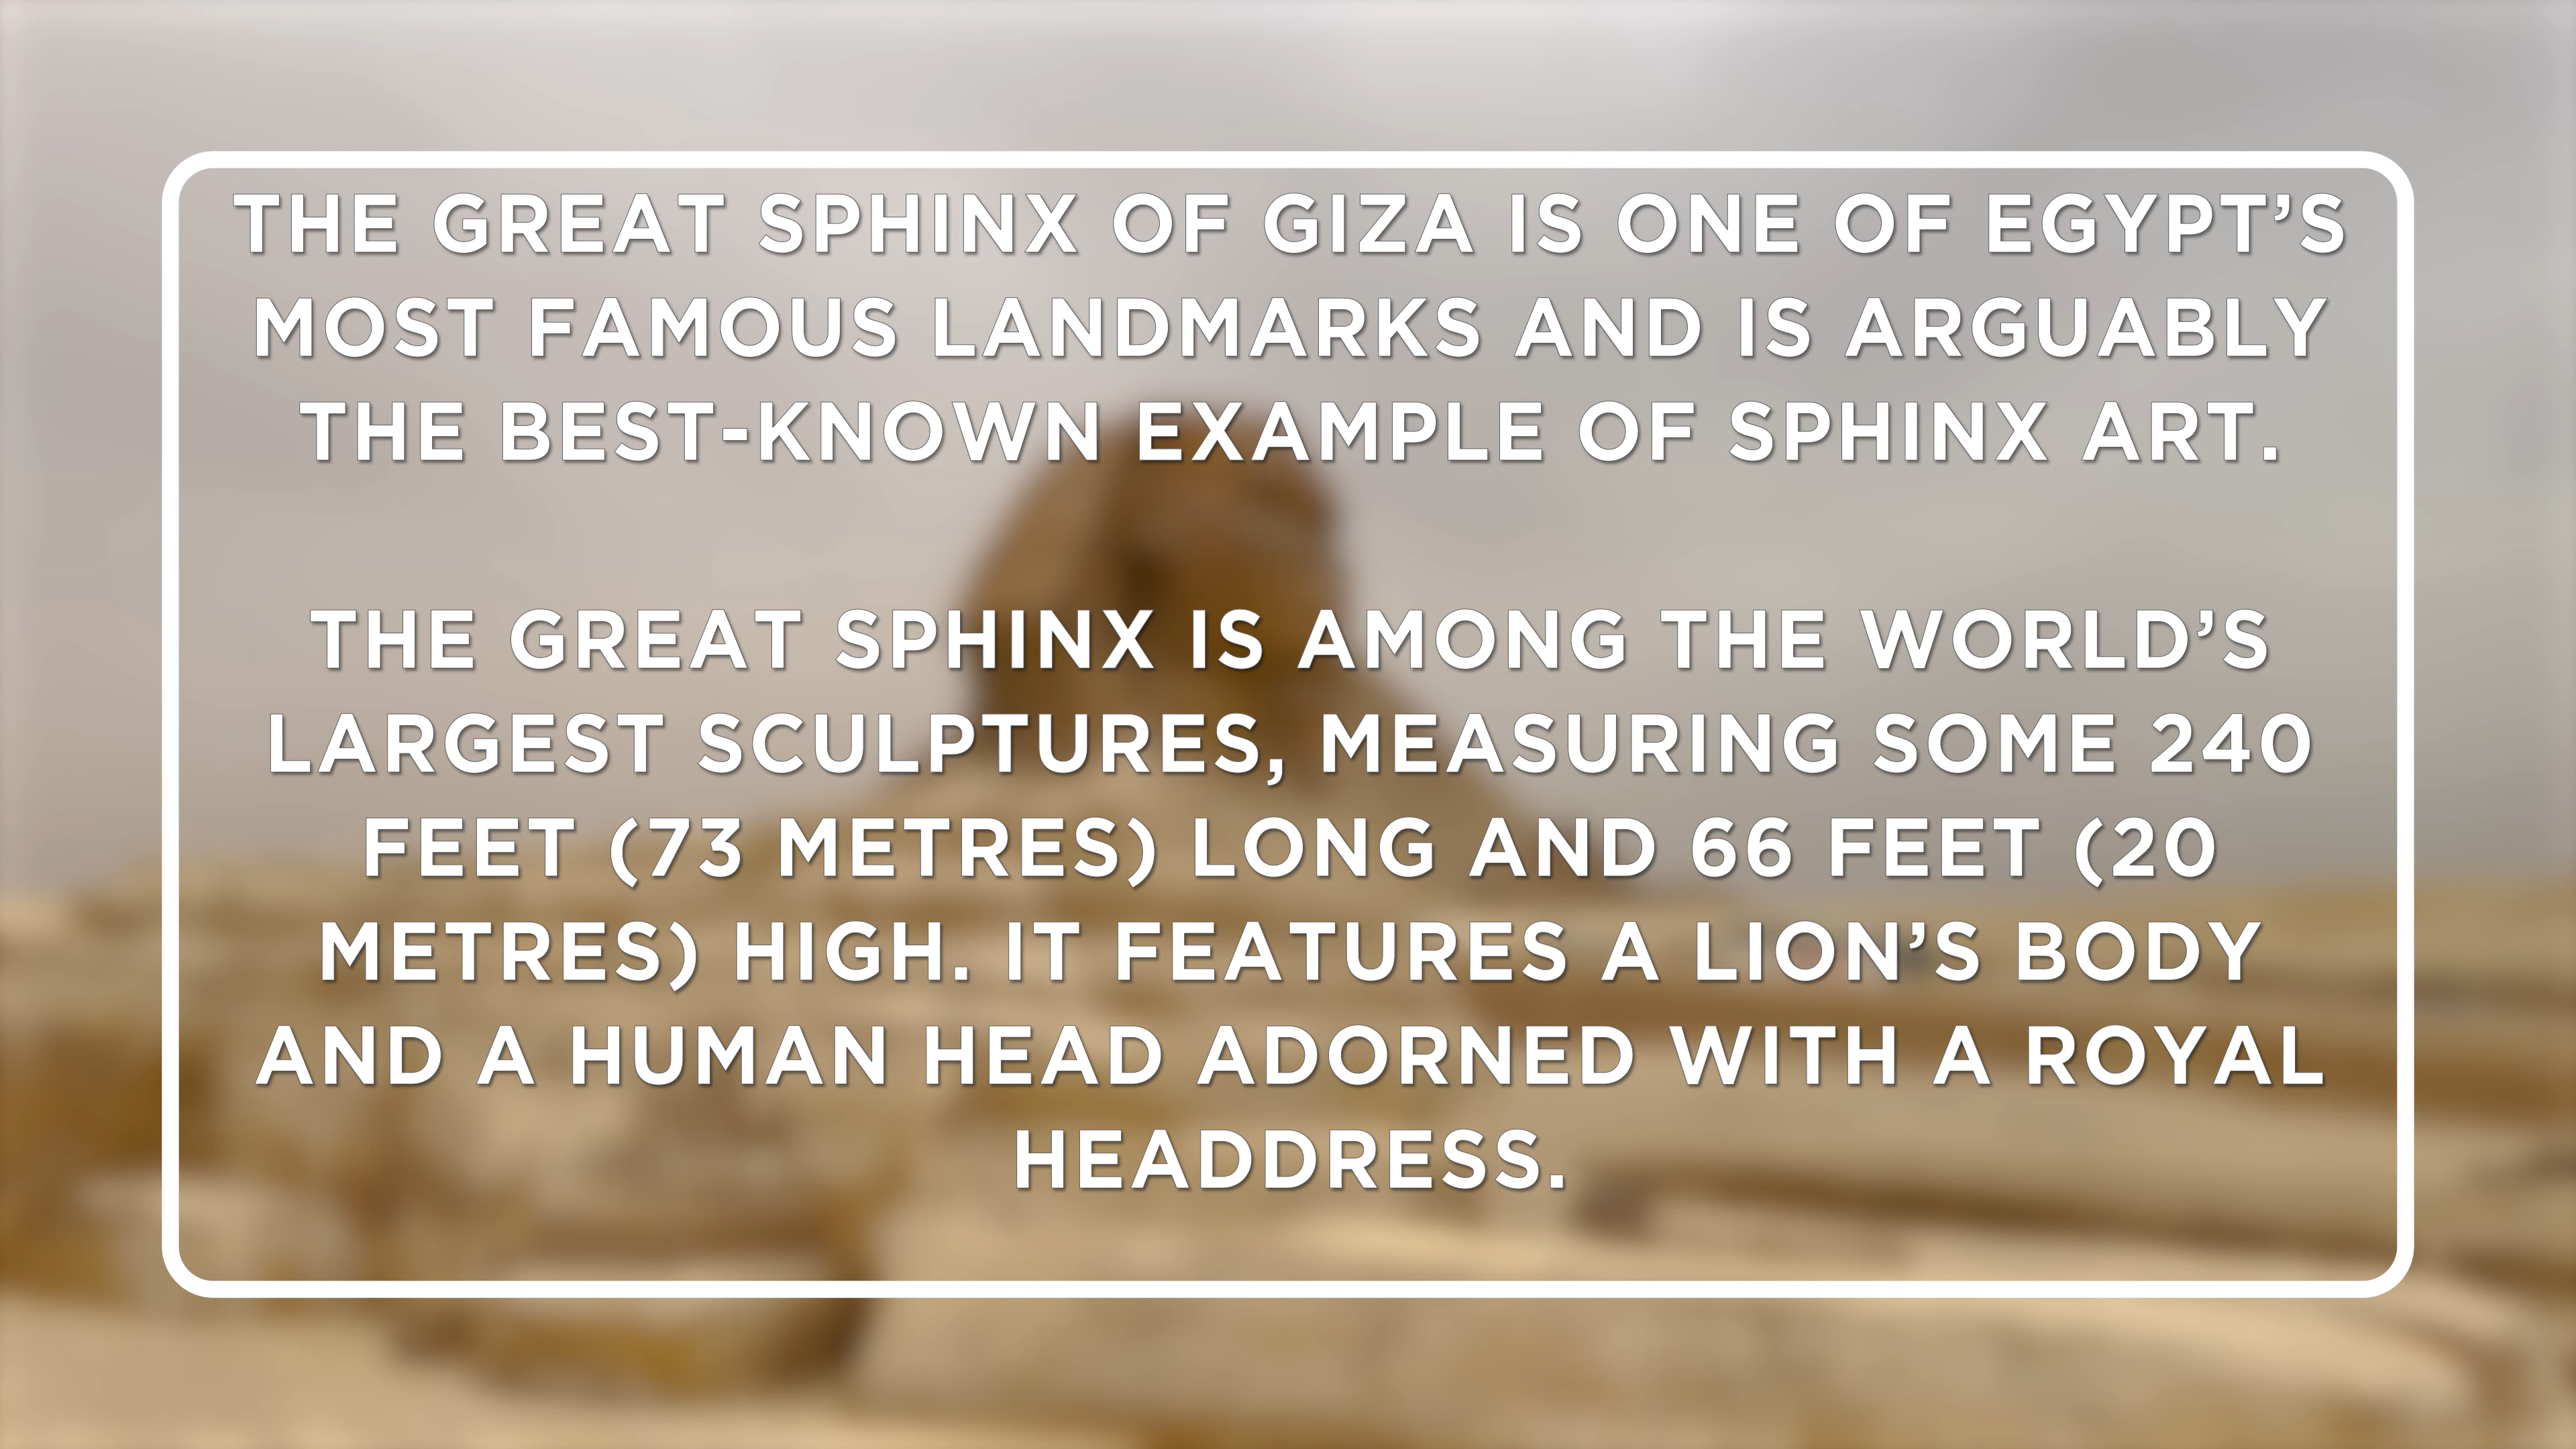 THE GREAT SPHINX OF GIZA IS ONE OF EGYPT’S
MOST FAMOUS LANDMARKS AND IS ARGUABLY
THE BEST-KNOWN EXAMPLE OF SPHINX ART.
THE GREAT SPHINX IS AMONG THE WORLD’S
LARGEST SCULPTURES, MEASURING SOME 240
FEET (73 METRES) LONG AND 66 FEET (20
METRES) HIGH. IT FEATURES A LION’S BODY
AND A HUMAN HEAD ADORNED WITH A ROYAL
HEADDRESS.